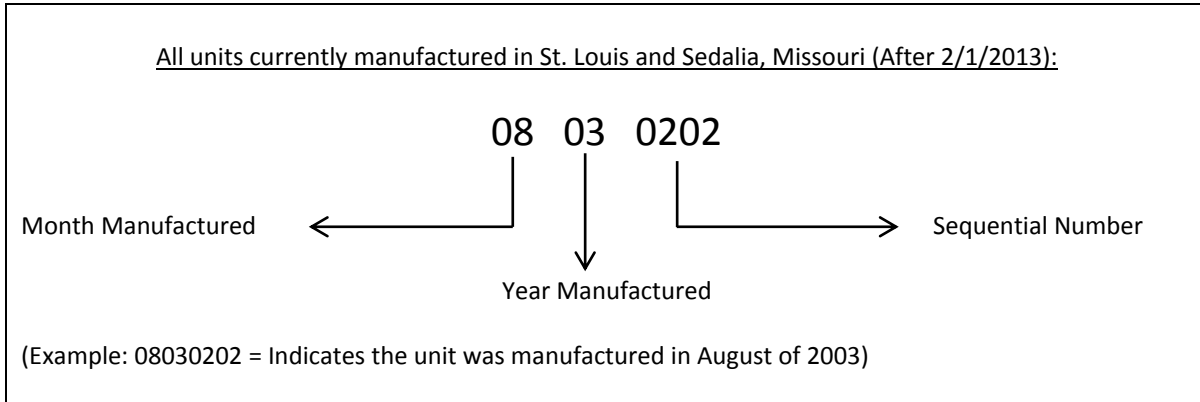 All units currently manufactured in St. Louis and Sedalia, Missouri (After 2/1/2013):
08 03 0202
Month Manufactured
Sequential Number
Year Manufactured
(Example: 08030202 = Indicates the unit was manufactured in August of 2003)